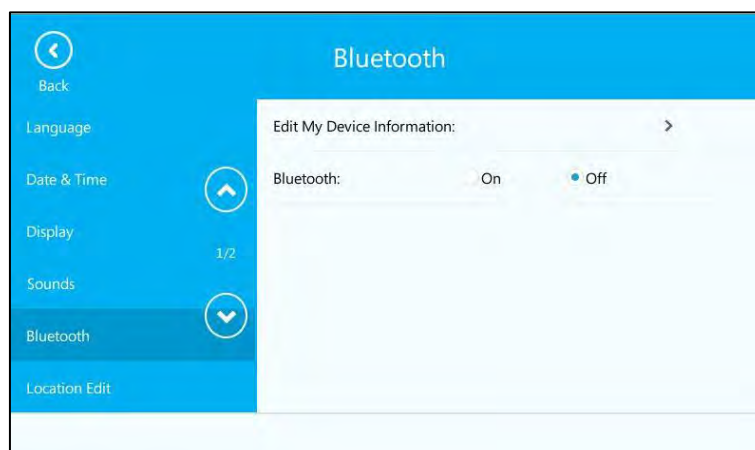 Back
Bluetooth
Language
Date & Time
Display
1/2
Sounds
Bluetooth
Location Edit
Edit My Device Information:
Bluetooth: On Off